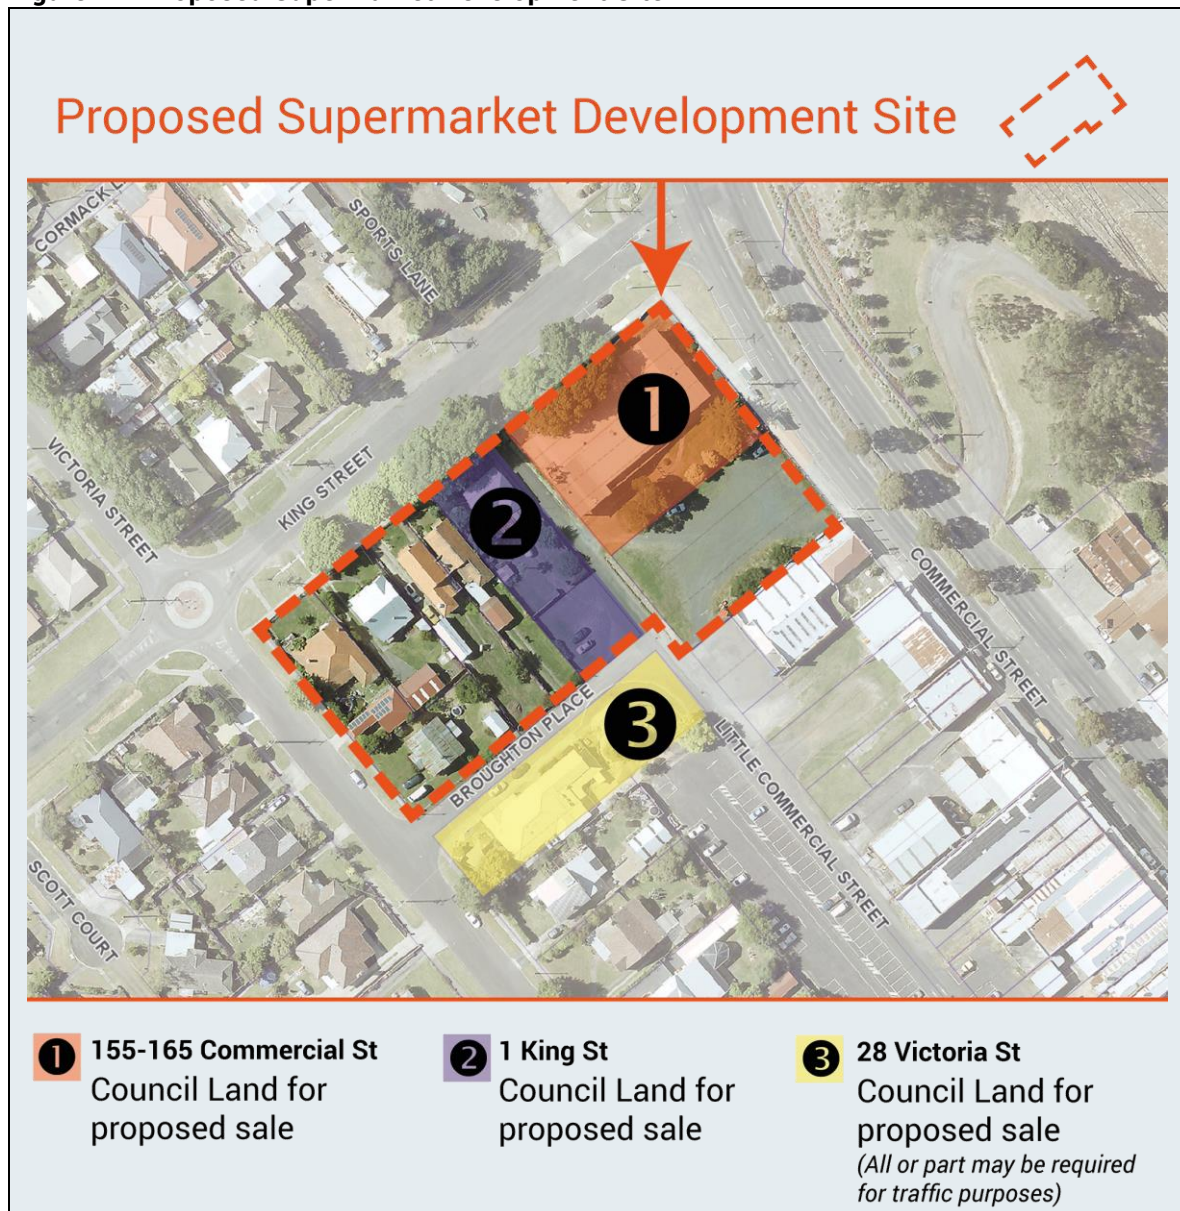 Proposed Supermarket Development Site
CORMACK L
SPORTS LANE
VICTORIA STREET
KING STREET
1
2
3
COMMERCIAL STREET
BROUGHTON PLACE
LITTLE COMMERCIAL STREET
SCOTT COURT
1 155-165 Commercial St
Council Land for
proposed sale
2 1 King St
Council Land for
proposed sale
3 28 Victoria St
Council Land for
proposed sale
(All or part may be required
for traffic purposes)